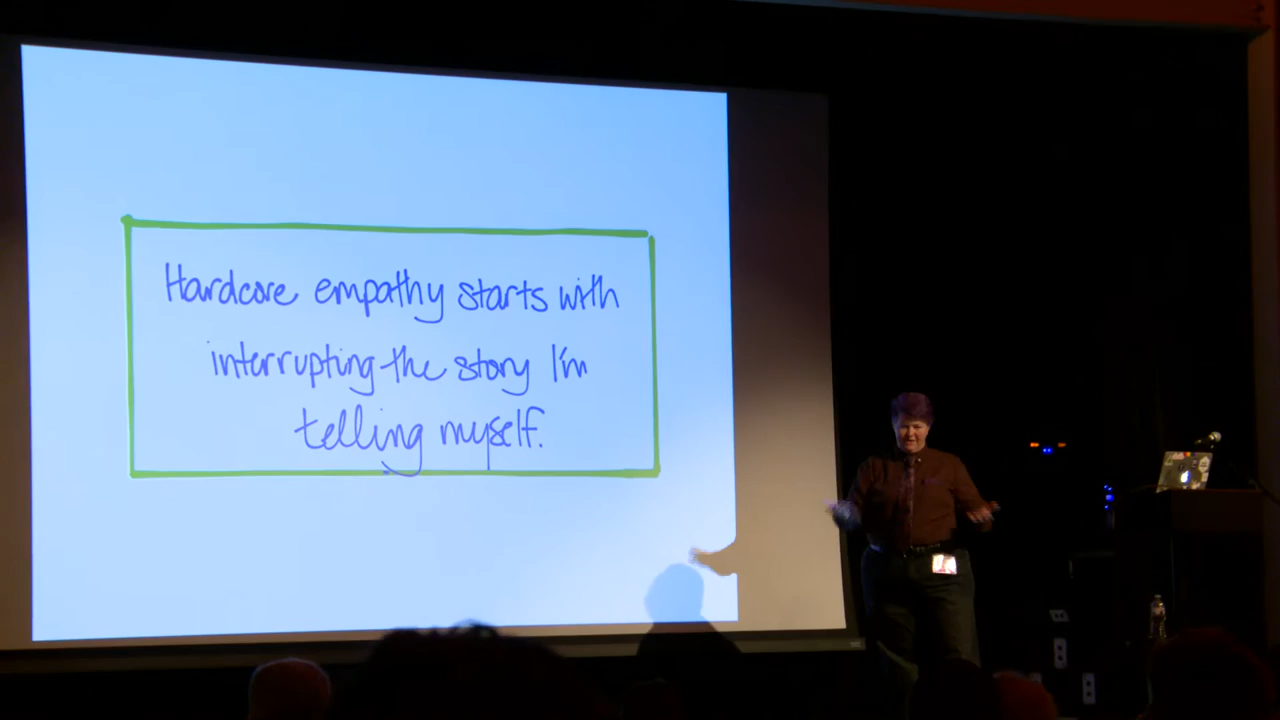 Hardcore empathy starts with
interrupting the story I'm
telling myself.